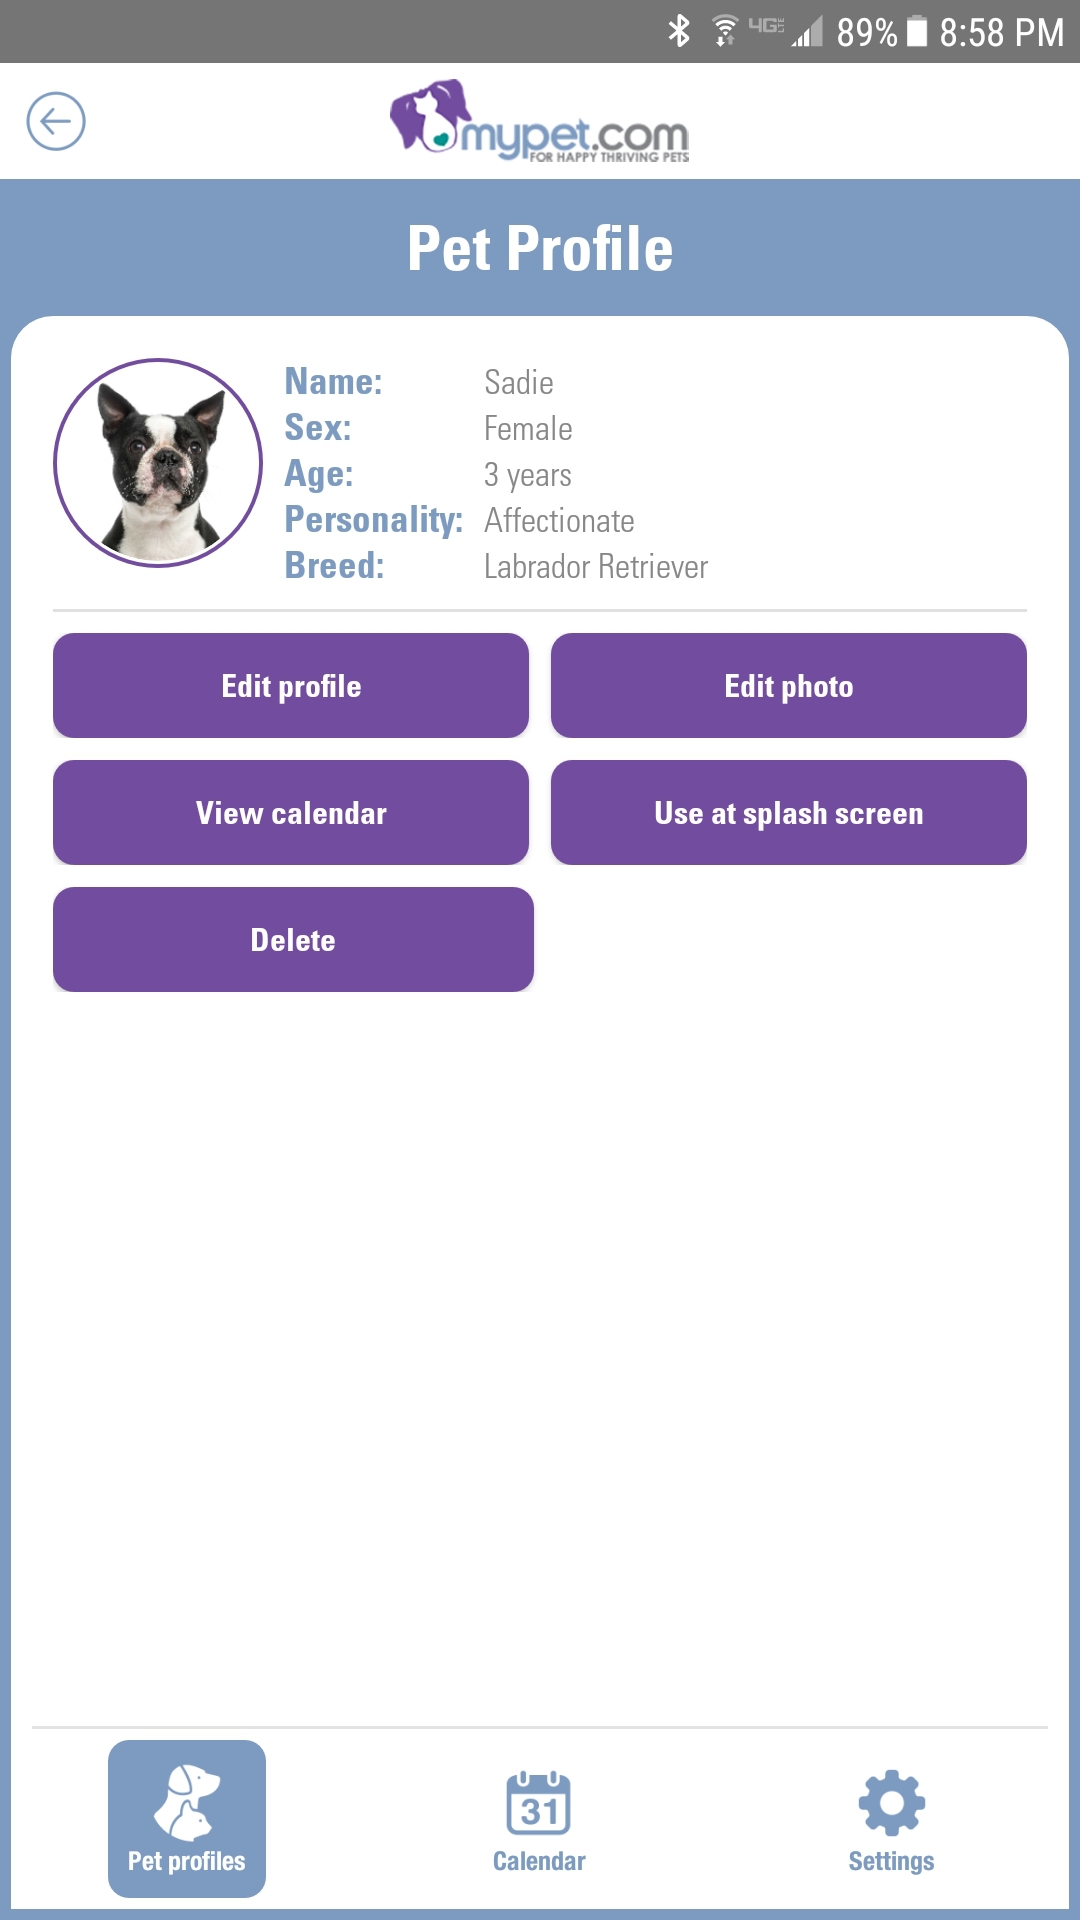 4G LTE 89% 8:58 PM
mypet.com
FOR HAPPY THRIVING PETS
Pet Profile
Name: Sadie
Sex: Female
Age: 3 years
Personality: Affectionate
Breed: Labrador Retriever
Edit profile Edit photo
View calendar Use at splash screen
Delete
31
Pet profiles Calendar Settings